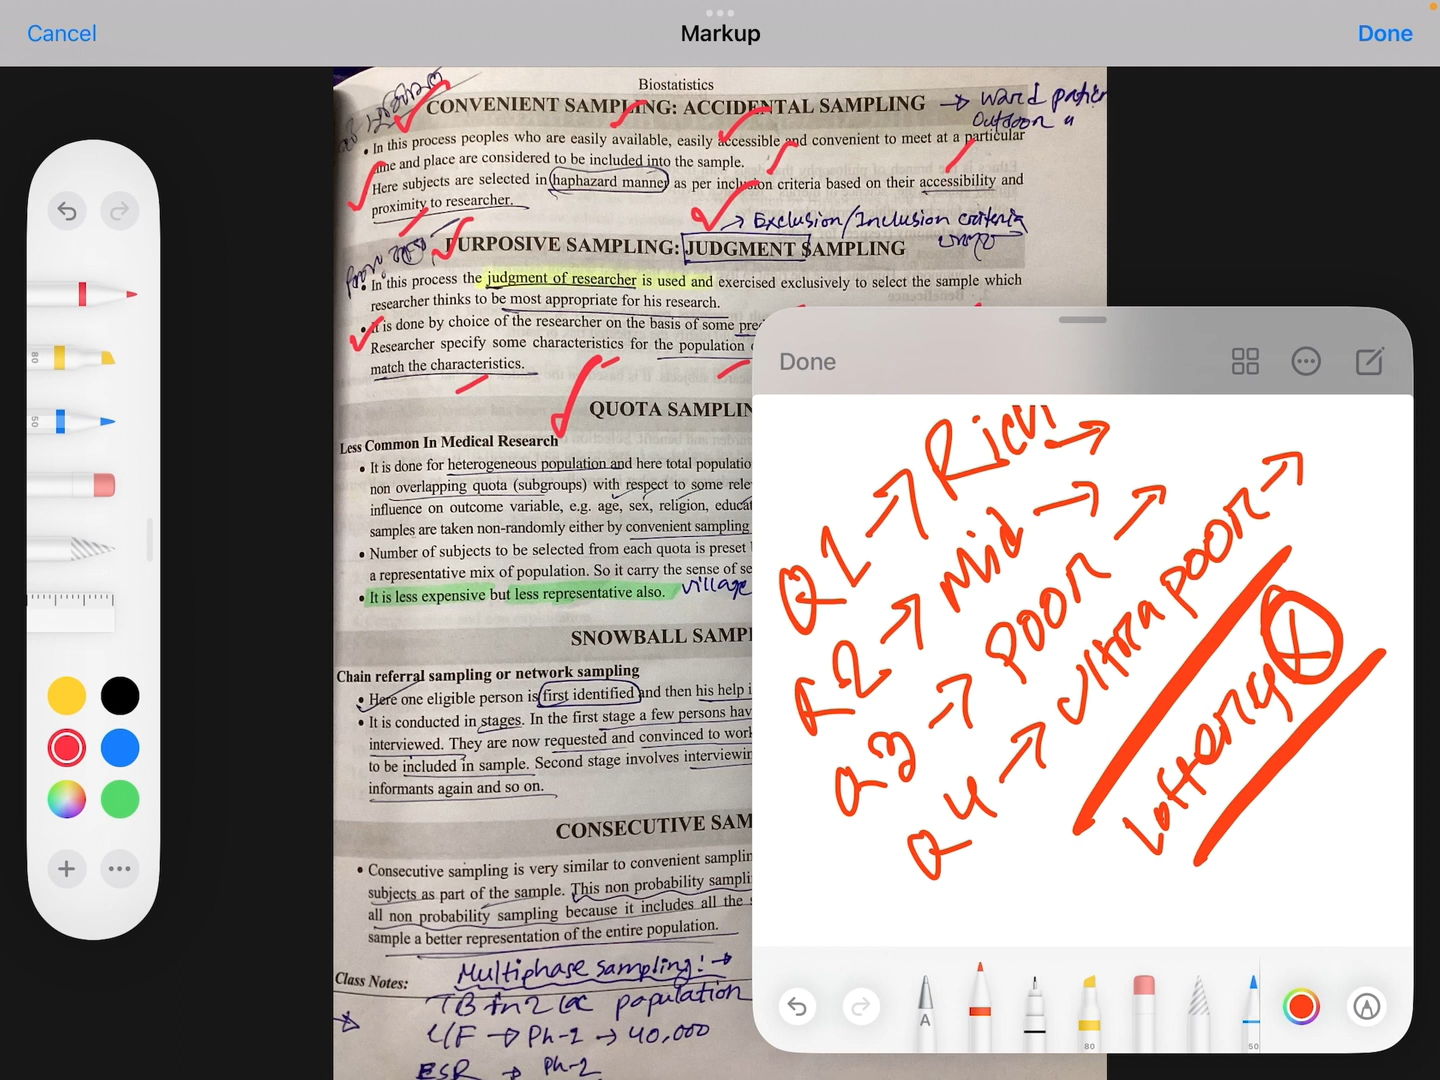 Cancel
Markup
Done
Biostatistics
CONVENIENT SAMPLING: ACCIDENTAL SAMPLING → Ward patien
Outdoor "
• In this process peoples who are easily available, easily accessible and convenient to meet at a particular
time and place are considered to be included into the sample.
Here subjects are selected in haphazard manner as per inclusion criteria based on their accessibility and
proximity to researcher.
→ Exclusion/Inclusion criteria
PURPOSIVE SAMPLING: JUDGMENT SAMPLING
• In this process the judgment of researcher is used and exercised exclusively to select the sample which
researcher thinks to be most appropriate for his research.
• It is done by choice of the researcher on the basis of some pre
Researcher specify some characteristics for the population
match the characteristics.
QUOTA SAMPLIN
Less Common In Medical Research
• It is done for heterogeneous population and here total populatio
non overlapping quota (subgroups) with respect to some rele
influence on outcome variable, e.g. age, sex, religion, educat
samples are taken non-randomly either by convenient sampling
• Number of subjects to be selected from each quota is preset
a representative mix of population. So it carry the sense of se
• It is less expensive but less representative also. village
SNOWBALL SAMP
Chain referral sampling or network sampling
• Here one eligible person is first identified and then his help i
• It is conducted in stages. In the first stage a few persons hav
interviewed. They are now requested and convinced to work
to be included in sample. Second stage involves interviewin
informants again and so on.
CONSECUTIVE SAM
• Consecutive sampling is very similar to convenient samplin
subjects as part of the sample. This non probability sampli
all non probability sampling because it includes all the
sample a better representation of the entire population.
Class Notes: Multiphase Sampling: →
TB in 2 lac population
C/F → Ph-1 → 40,000
ESR → Ph-2
Done
Q1 → Rich →
Q2 → Mid →
Q3 → Poor →
Q4 → Ultra poor →
Lottery X
80
50
A
80
50